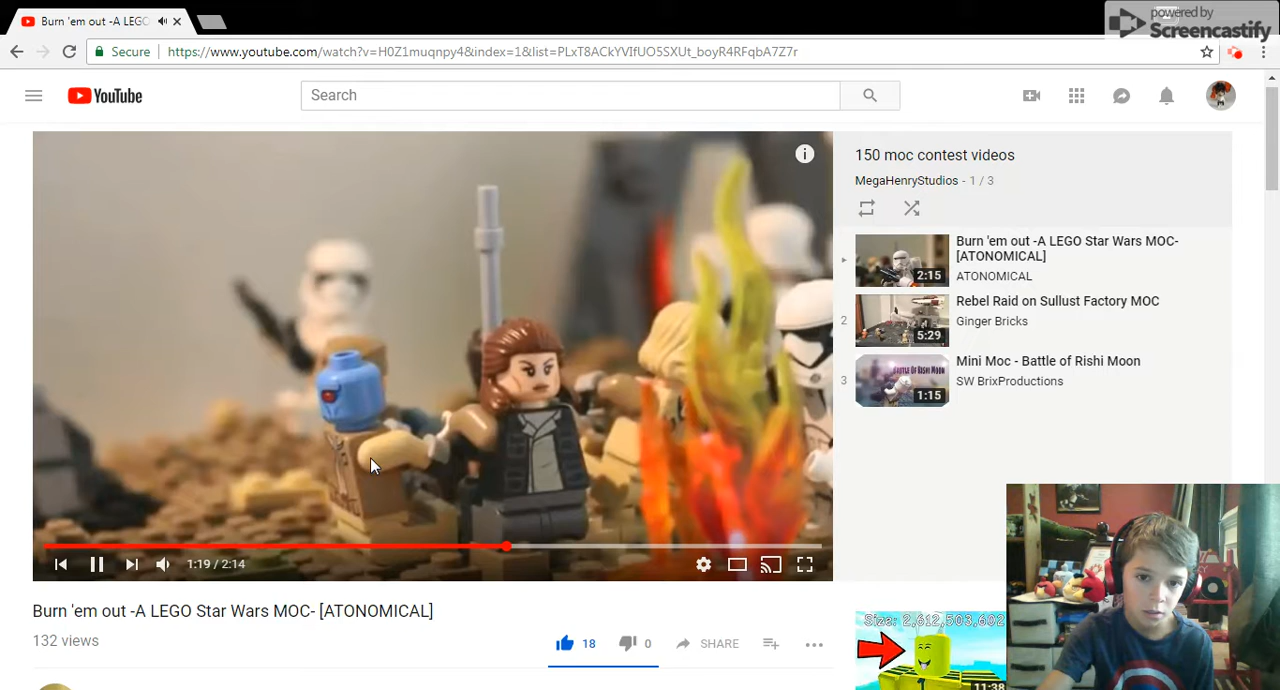 powered by
Screencastify
Burn 'em out -A LEGO
Secure
https://www.youtube.com/watch?v=H0Z1muqnpy4&index=1&list=PLxT8ACkYVIfUO5SXUt_boyR4RFqbA7Z7r
YouTube
Search
150 moc contest videos
MegaHenryStudios - 1 / 3
Burn 'em out -A LEGO Star Wars MOC-
[ATONOMICAL]
ATONOMICAL
2:15
2
Rebel Raid on Sullust Factory MOC
Ginger Bricks
5:29
3
Mini Moc - Battle of Rishi Moon
SW BrixProductions
BATTLE OF RISHI MOON
1:15
1:19 / 2:14
Burn 'em out -A LEGO Star Wars MOC- [ATONOMICAL]
132 views
18
0
SHARE
Size: 2,612,503,602
11:38